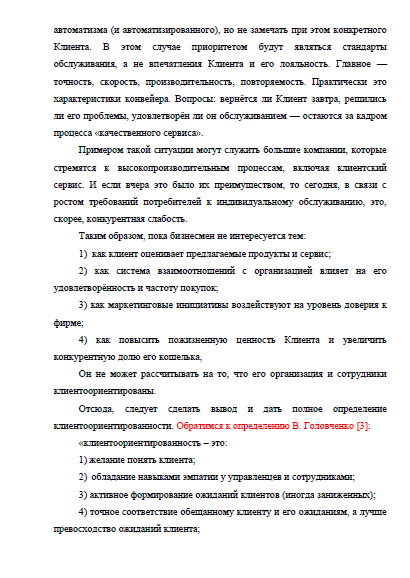 автоматизма (и автоматизированного), но не замечать при этом конкретного
Клиента. В этом случае приоритетом будут являться стандарты
обслуживания, а не впечатления Клиента и его лояльность. Главное —
точность, скорость, производительность, повторяемость. Практически это
характеристики конвейера. Вопросы: вернётся ли Клиент завтра, решились
ли его проблемы, удовлетворён ли он обслуживанием — остаются за кадром
процесса «качественного сервиса».
Примером такой ситуации могут служить большие компании, которые
стремятся к высокопроизводительным процессам, включая клиентский
сервис. И если вчера это было их преимуществом, то сегодня, в связи с
ростом требований потребителей к индивидуальному обслуживанию, это,
скорее, конкурентная слабость.
Таким образом, пока бизнесмен не интересуется тем:
1) как клиент оценивает предлагаемые продукты и сервис;
2) как система взаимоотношений с организацией влияет на его
удовлетворённость и частоту покупок;
3) как маркетинговые инициативы воздействуют на уровень доверия к
фирме;
4) как повысить пожизненную ценность Клиента и увеличить
конкурентную долю его кошелька,
Он не может рассчитывать на то, что его организация и сотрудники
клиентоориентированы.
Отсюда, следует сделать вывод и дать полное определение
клиентоориентированности. Обратимся к определению В. Головченко [3]:
«клиентоориентированность – это:
1) желание понять клиента;
2) обладание навыками эмпатии у управленцев и сотрудниками;
3) активное формирование ожиданий клиентов (иногда заниженных);
4) точное соответствие обещанному клиенту и его ожиданиям, а лучше
превосходство ожиданий клиента;